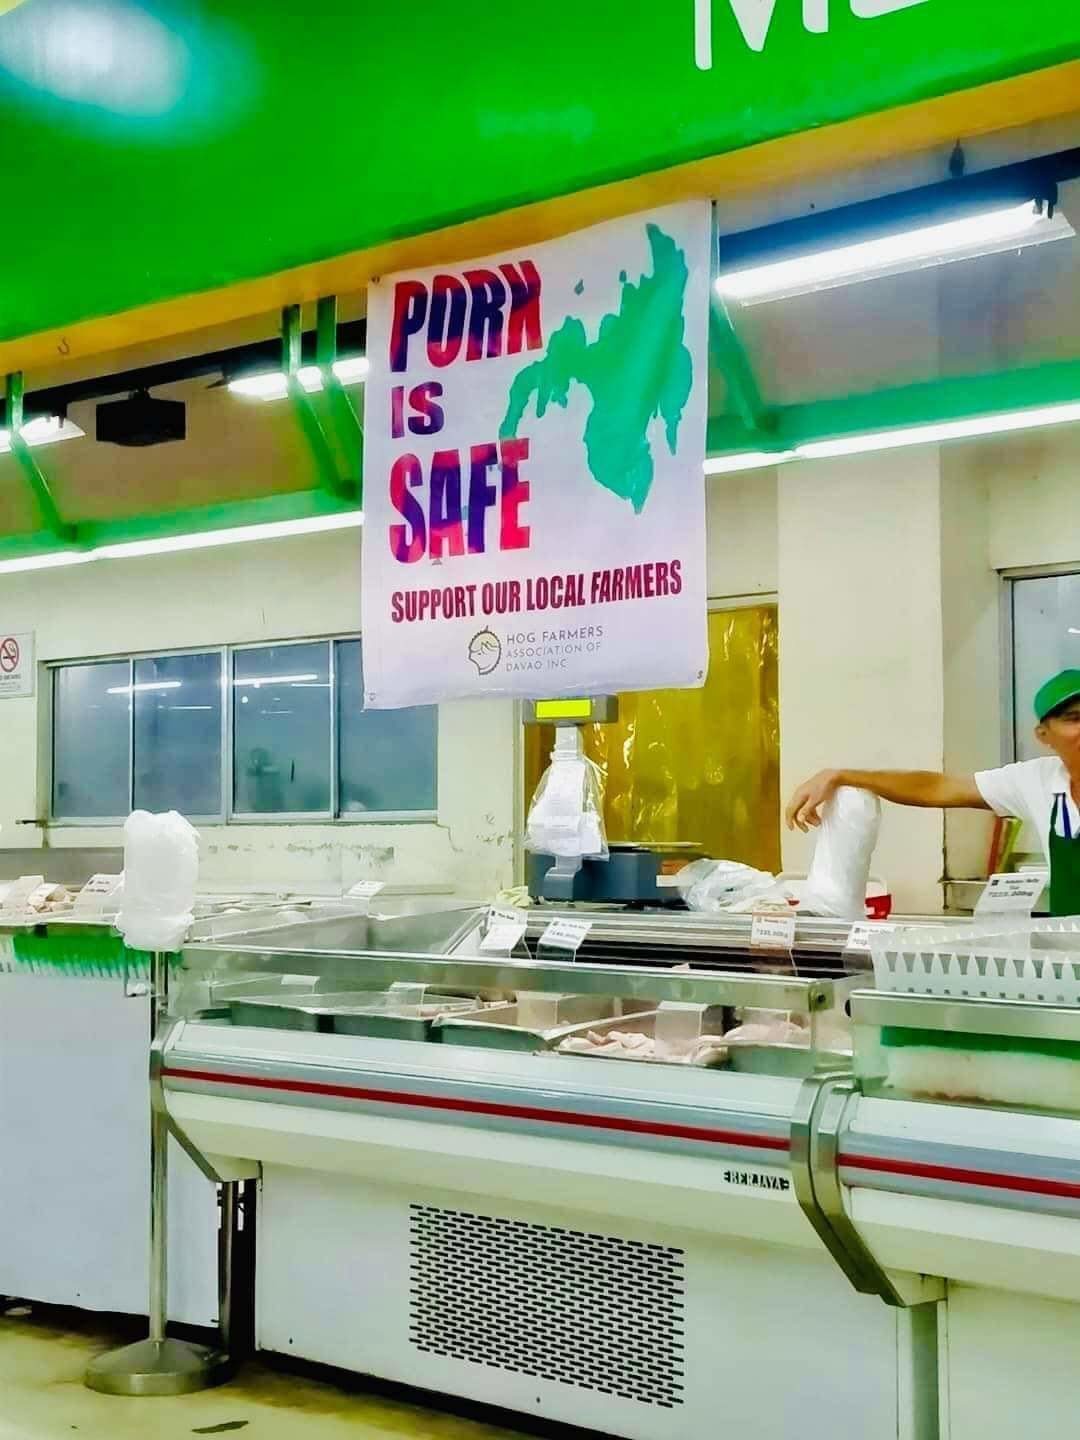 PORK
IS
SAFE
SUPPORT OUR LOCAL FARMERS
HOG FARMERS
ASSOCIATION OF
DAVAO INC
BERJAYA